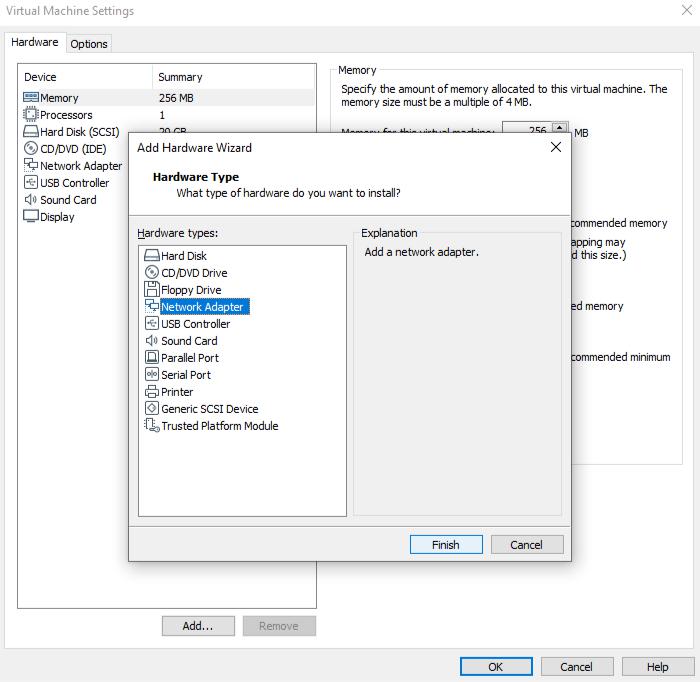 Virtual Machine Settings
Hardware Options
Device Summary
Memory 256 MB
Processors 1
Hard Disk (SCSI) 20 GB
CD/DVD (IDE)
Network Adapter
USB Controller
Sound Card
Display
Add... Remove
Memory
Specify the amount of memory allocated to this virtual machine. The
memory size must be a multiple of 4 MB.
Memory for this virtual machine: 256 MB
commended memory
apping may
d this size.)
ed memory
commended minimum
Add Hardware Wizard
Hardware Type
What type of hardware do you want to install?
Hardware types:
Hard Disk
CD/DVD Drive
Floppy Drive
Network Adapter
USB Controller
Sound Card
Parallel Port
Serial Port
Printer
Generic SCSI Device
Trusted Platform Module
Explanation
Add a network adapter.
Finish Cancel
OK Cancel Help